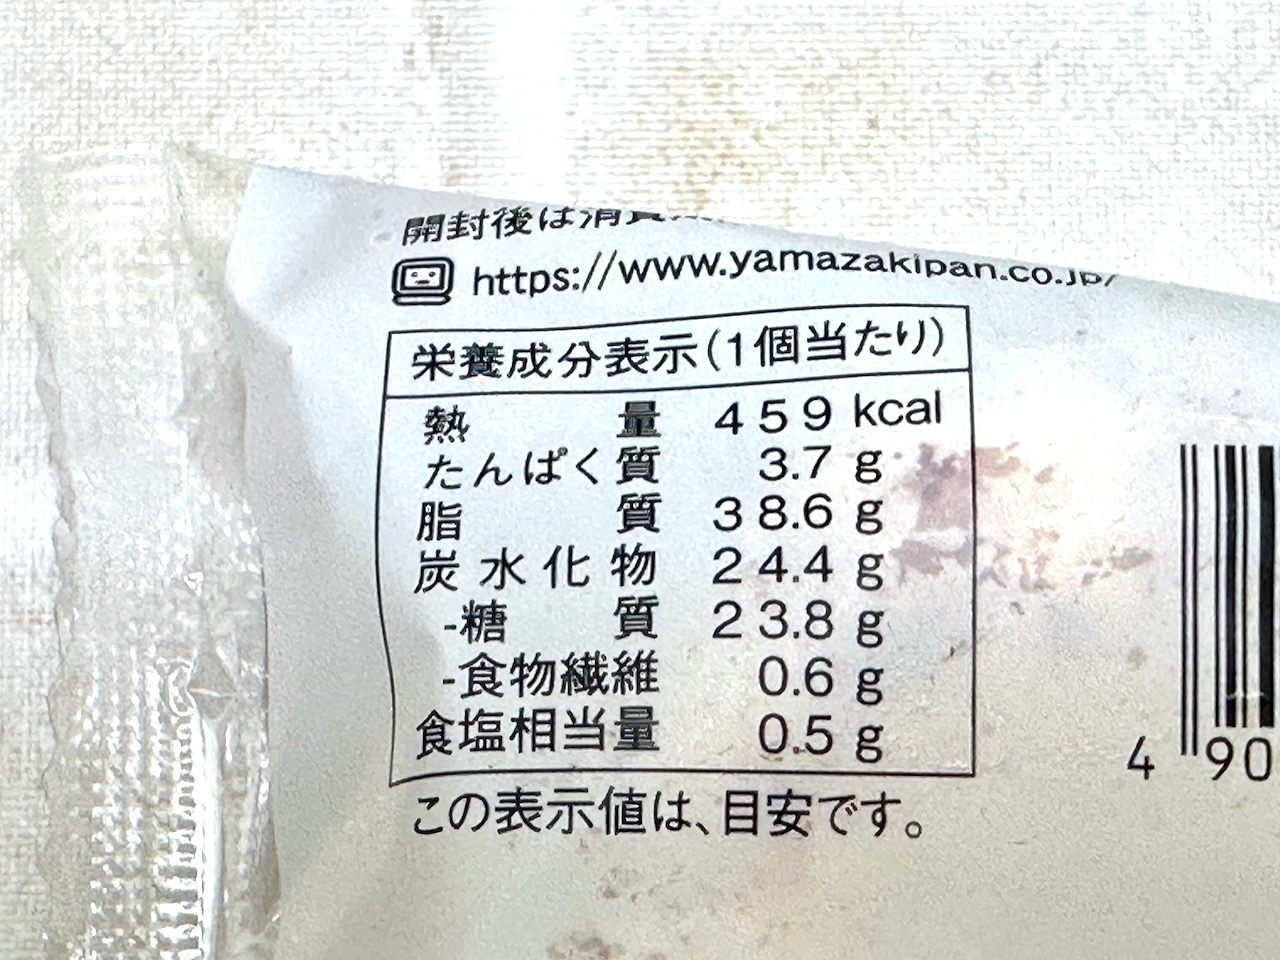 開封後は消費
https://www.yamazakipan.co.jp/
栄養成分表示(1個当たり)
熱量 459 kcal
たんぱく質 3.7 g
脂質 38.6 g
炭水化物 24.4 g
-糖質 23.8 g
-食物繊維 0.6 g
食塩相当量 0.5 g
この表示値は、目安です。
4 90